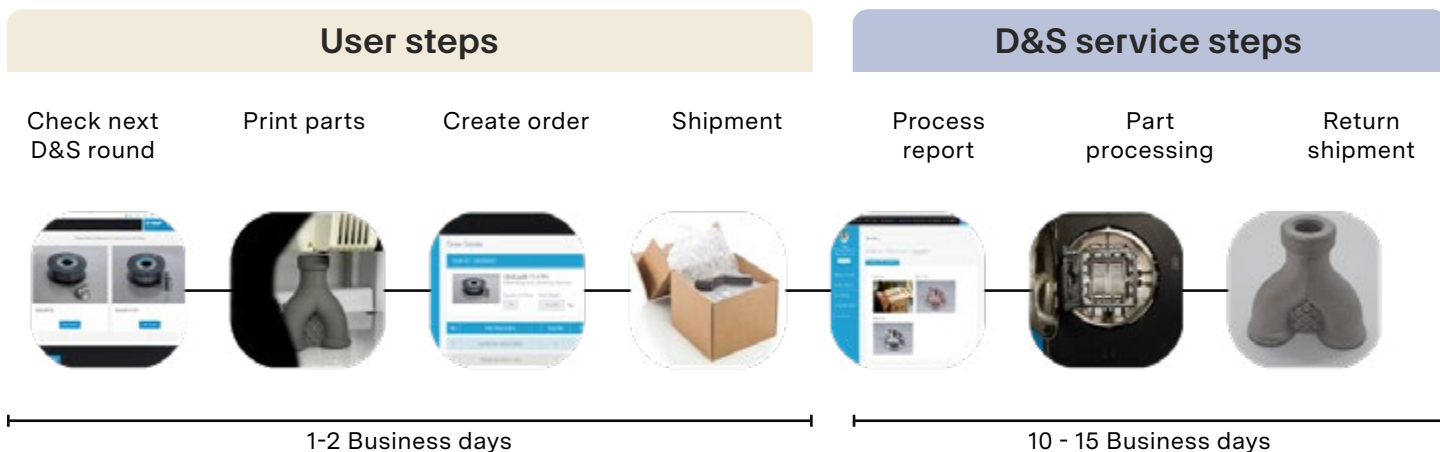 User steps
D&S service steps
Check next
D&S round
Print parts
Create order
Shipment
Process
report
Part
processing
Return
shipment
1-2 Business days
10 - 15 Business days